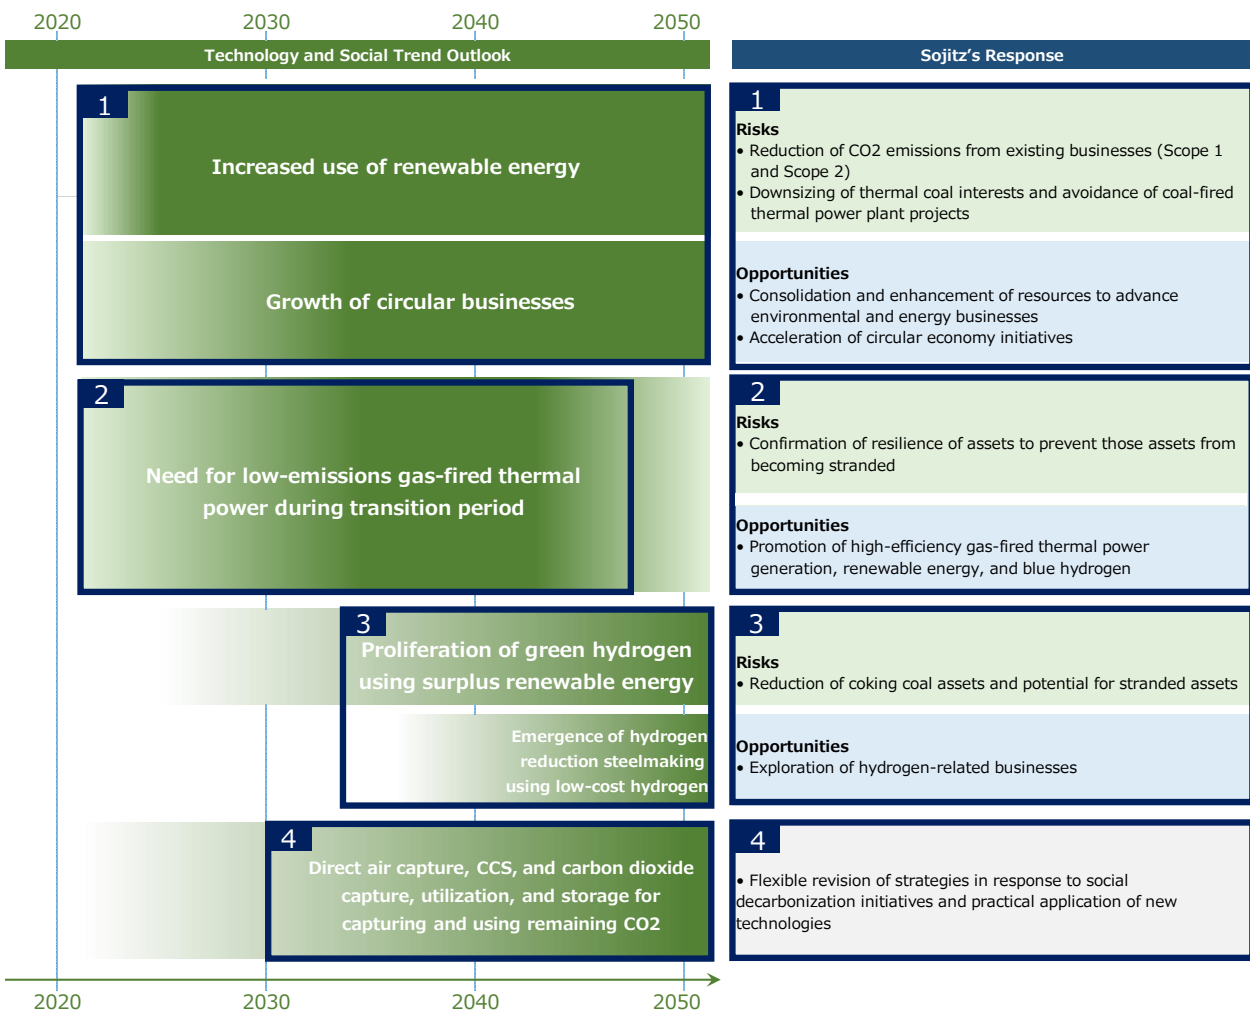 2020 2030 2040 2050
Technology and Social Trend Outlook
Sojitz's Response
1
Increased use of renewable energy
Growth of circular businesses
1
Risks
• Reduction of CO2 emissions from existing businesses (Scope 1
and Scope 2)
• Downsizing of thermal coal interests and avoidance of coal-fired
thermal power plant projects
Opportunities
• Consolidation and enhancement of resources to advance
environmental and energy businesses
• Acceleration of circular economy initiatives
2
Need for low-emissions gas-fired thermal
power during transition period
2
Risks
• Confirmation of resilience of assets to prevent those assets from
becoming stranded
Opportunities
• Promotion of high-efficiency gas-fired thermal power
generation, renewable energy, and blue hydrogen
3
Proliferation of green hydrogen
using surplus renewable energy
Emergence of hydrogen
reduction steelmaking
using low-cost hydrogen
3
Risks
• Reduction of coking coal assets and potential for stranded assets
Opportunities
• Exploration of hydrogen-related businesses
4
Direct air capture, CCS, and carbon dioxide
capture, utilization, and storage for
capturing and using remaining CO2
4
• Flexible revision of strategies in response to social
decarbonization initiatives and practical application of new
technologies
2020 2030 2040 2050